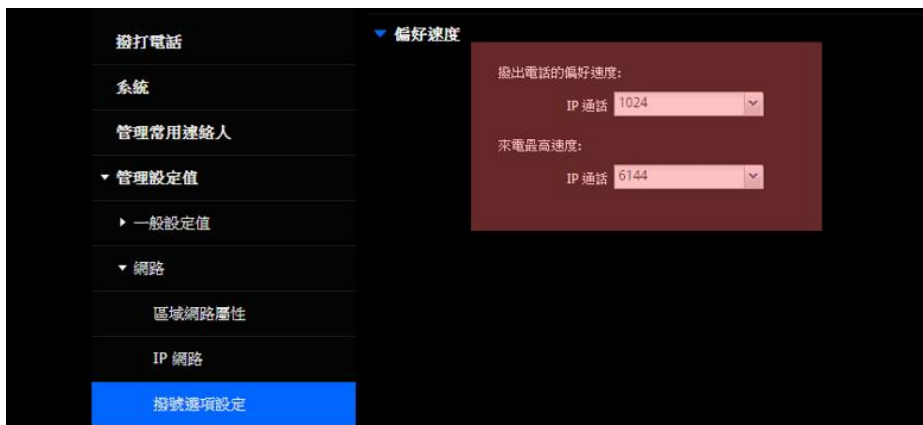 撥打電話
系統
管理常用連絡人
管理設定值
一般設定值
網路
區域網路屬性
IP 網路
撥號選項設定
偏好速度
撥出電話的偏好速度:
IP 通話 1024
來電最高速度:
IP 通話 6144